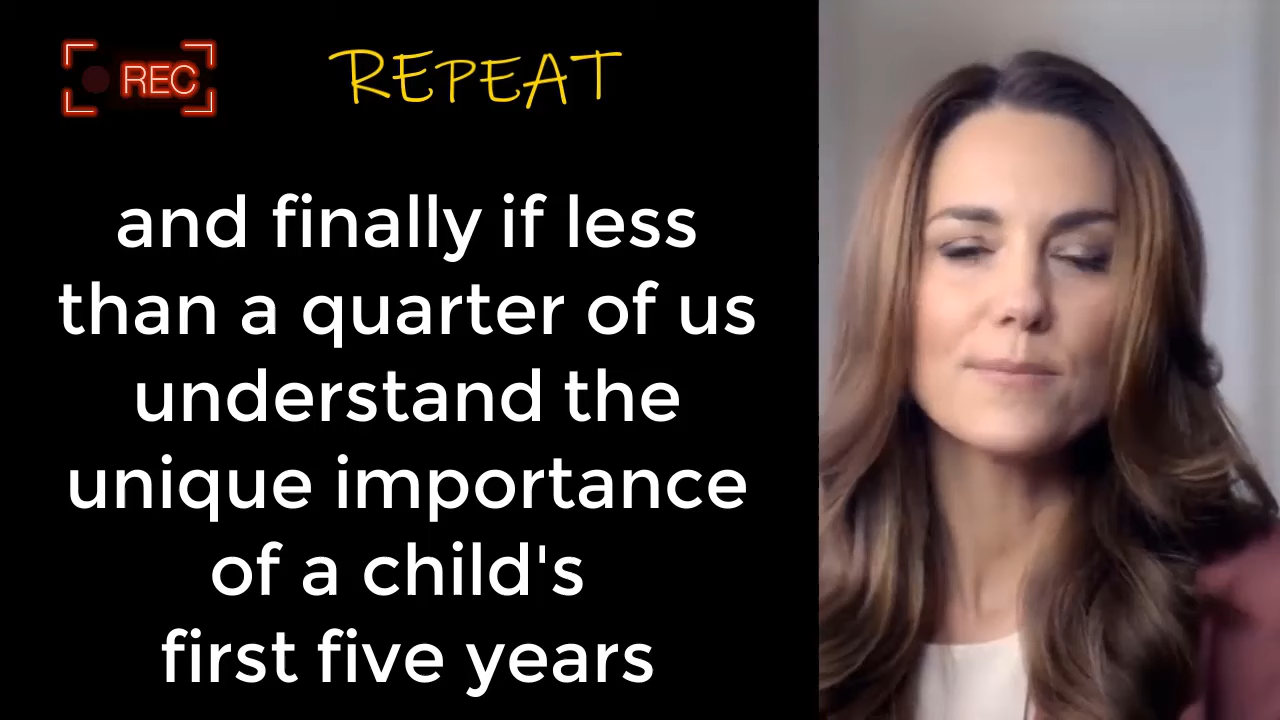 REC
REPEAT
and finally if less
than a quarter of us
understand the
unique importance
of a child's
first five years